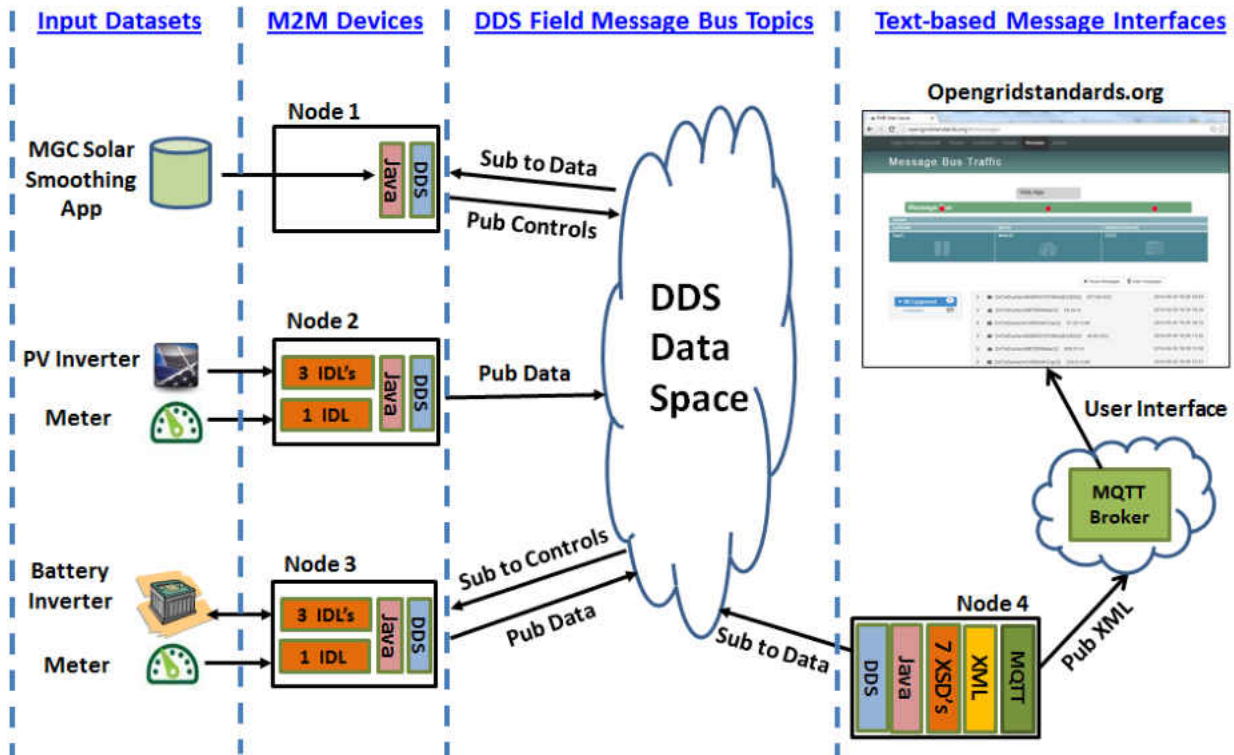 Input Datasets
M2M Devices
DDS Field Message Bus Topics
Text-based Message Interfaces
MGC Solar
Smoothing
App
Node 1
Java
DDS
Sub to Data
Pub Controls
PV Inverter
Meter
Node 2
3 IDL's
1 IDL
Java
DDS
Pub Data
DDS
Data
Space
Battery
Inverter
Meter
Node 3
3 IDL's
1 IDL
Java
DDS
Sub to Controls
Pub Data
Opengridstandards.org
Message Bus Traffic
User Interface
MQTT
Broker
Node 4
DDS
Java
7 XSD's
XML
MQTT
Sub to Data
Pub XML